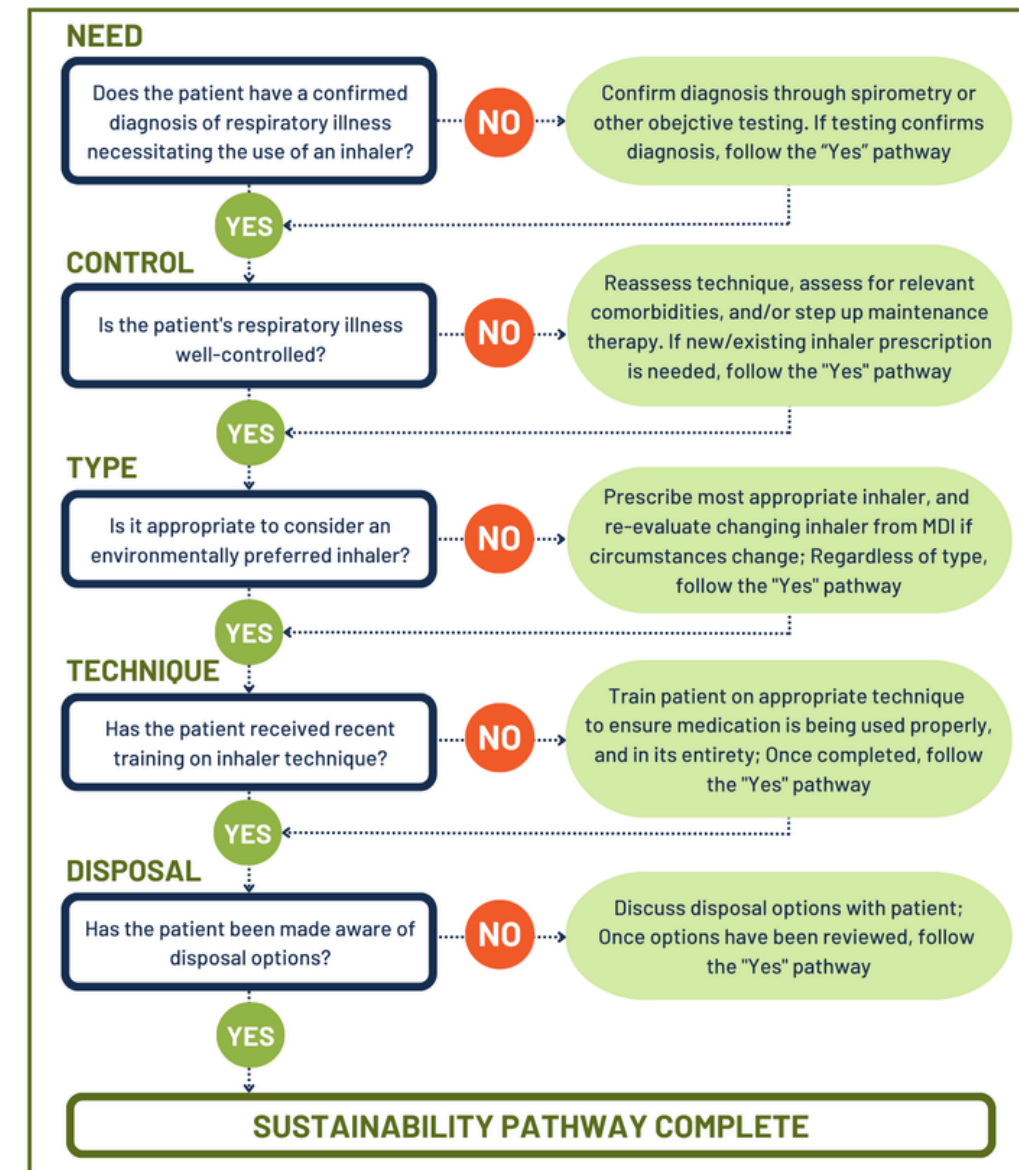 NEED
Does the patient have a confirmed
diagnosis of respiratory illness
necessitating the use of an inhaler?
NO
Confirm diagnosis through spirometry or
other obejctive testing. If testing confirms
diagnosis, follow the “Yes” pathway
YES
CONTROL
Is the patient's respiratory illness
well-controlled?
NO
Reassess technique, assess for relevant
comorbidities, and/or step up maintenance
therapy. If new/existing inhaler prescription
is needed, follow the "Yes" pathway
YES
TYPE
Is it appropriate to consider an
environmentally preferred inhaler?
NO
Prescribe most appropriate inhaler, and
re-evaluate changing inhaler from MDI if
circumstances change; Regardless of type,
follow the "Yes" pathway
YES
TECHNIQUE
Has the patient received recent
training on inhaler technique?
NO
Train patient on appropriate technique
to ensure medication is being used properly,
and in its entirety; Once completed, follow
the "Yes" pathway
YES
DISPOSAL
Has the patient been made aware of
disposal options?
NO
Discuss disposal options with patient;
Once options have been reviewed, follow
the "Yes" pathway
YES
SUSTAINABILITY PATHWAY COMPLETE